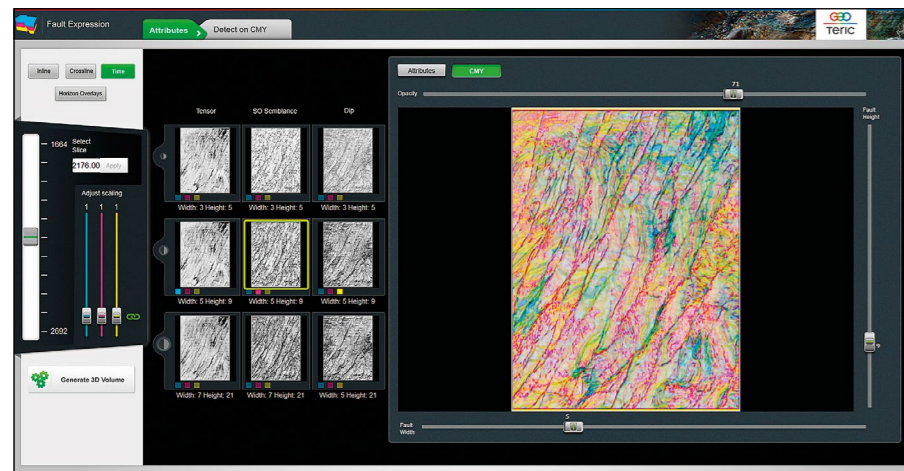 Fault Expression
Attributes
Detect on CMY
GEO
TERIC
Inline
Crossline
Time
Horizon Overlays
1664
Select
Slice
2176.00 Apply
Adjust scaling
1 1 1
2692
Generate 3D Volume
Tensor SO Semblance Dip
Width: 3 Height: 5 Width: 3 Height: 5 Width: 3 Height: 5
Width: 5 Height: 9 Width: 5 Height: 9 Width: 5 Height: 9
Width: 7 Height: 21 Width: 7 Height: 21 Width: 5 Height: 21
Attributes
CMY
71
Opacity
Fault
Height
5
Fault
Width